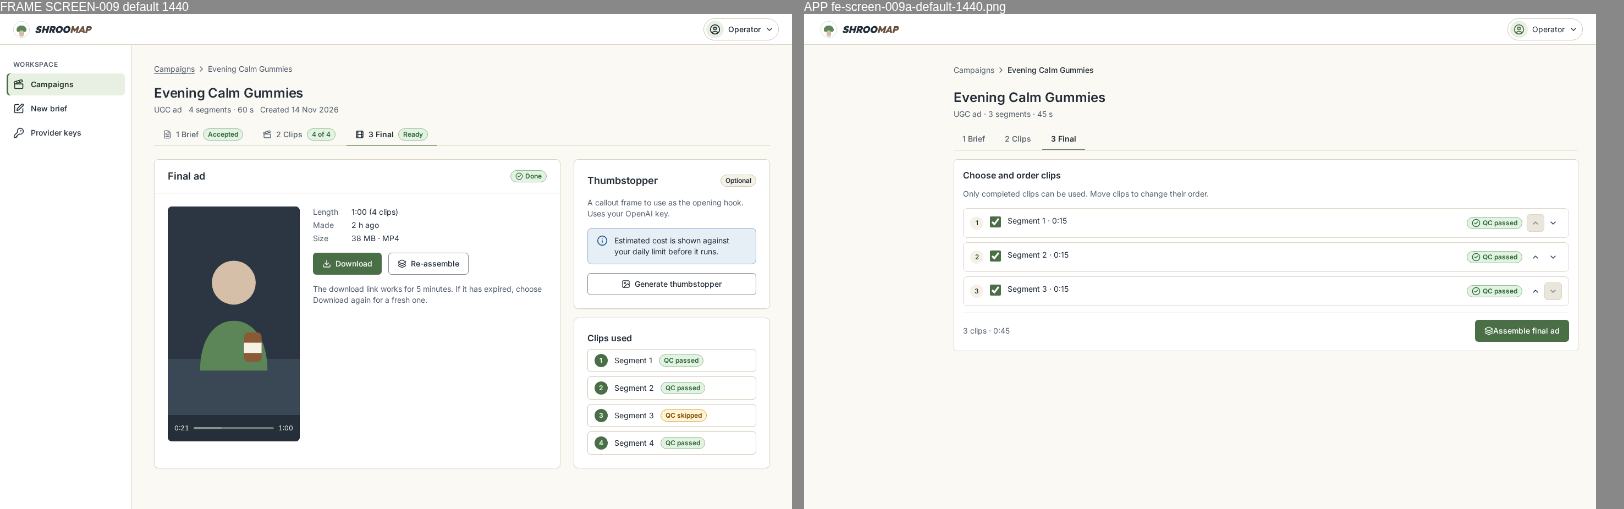 FRAME SCREEN-009 default 1440
SHROOMAP
Operator
WORKSPACE
Campaigns
New brief
Provider keys
Campaigns > Evening Calm Gummies
Evening Calm Gummies
UGC ad 4 segments · 60 s Created 14 Nov 2026
1 Brief Accepted 2 Clips 4 of 4 3 Final Ready
Final ad Done
0:21 1:00
Length 1:00 (4 clips)
Made 2 h ago
Size 38 MB · MP4
Download Re-assemble
The download link works for 5 minutes. If it has expired, choose
Download again for a fresh one.
Thumbstopper Optional
A callout frame to use as the opening hook.
Uses your OpenAI key.
Estimated cost is shown against
your daily limit before it runs.
Generate thumbstopper
Clips used
1 Segment 1 QC passed
2 Segment 2 QC passed
3 Segment 3 QC skipped
4 Segment 4 QC passed
APP fe-screen-009a-default-1440.png
SHROOMAP
Operator
Campaigns > Evening Calm Gummies
Evening Calm Gummies
UGC ad · 3 segments · 45 s
1 Brief 2 Clips 3 Final
Choose and order clips
Only completed clips can be used. Move clips to change their order.
1 Segment 1 · 0:15 QC passed
2 Segment 2 · 0:15 QC passed
3 Segment 3 · 0:15 QC passed
3 clips · 0:45
Assemble final ad